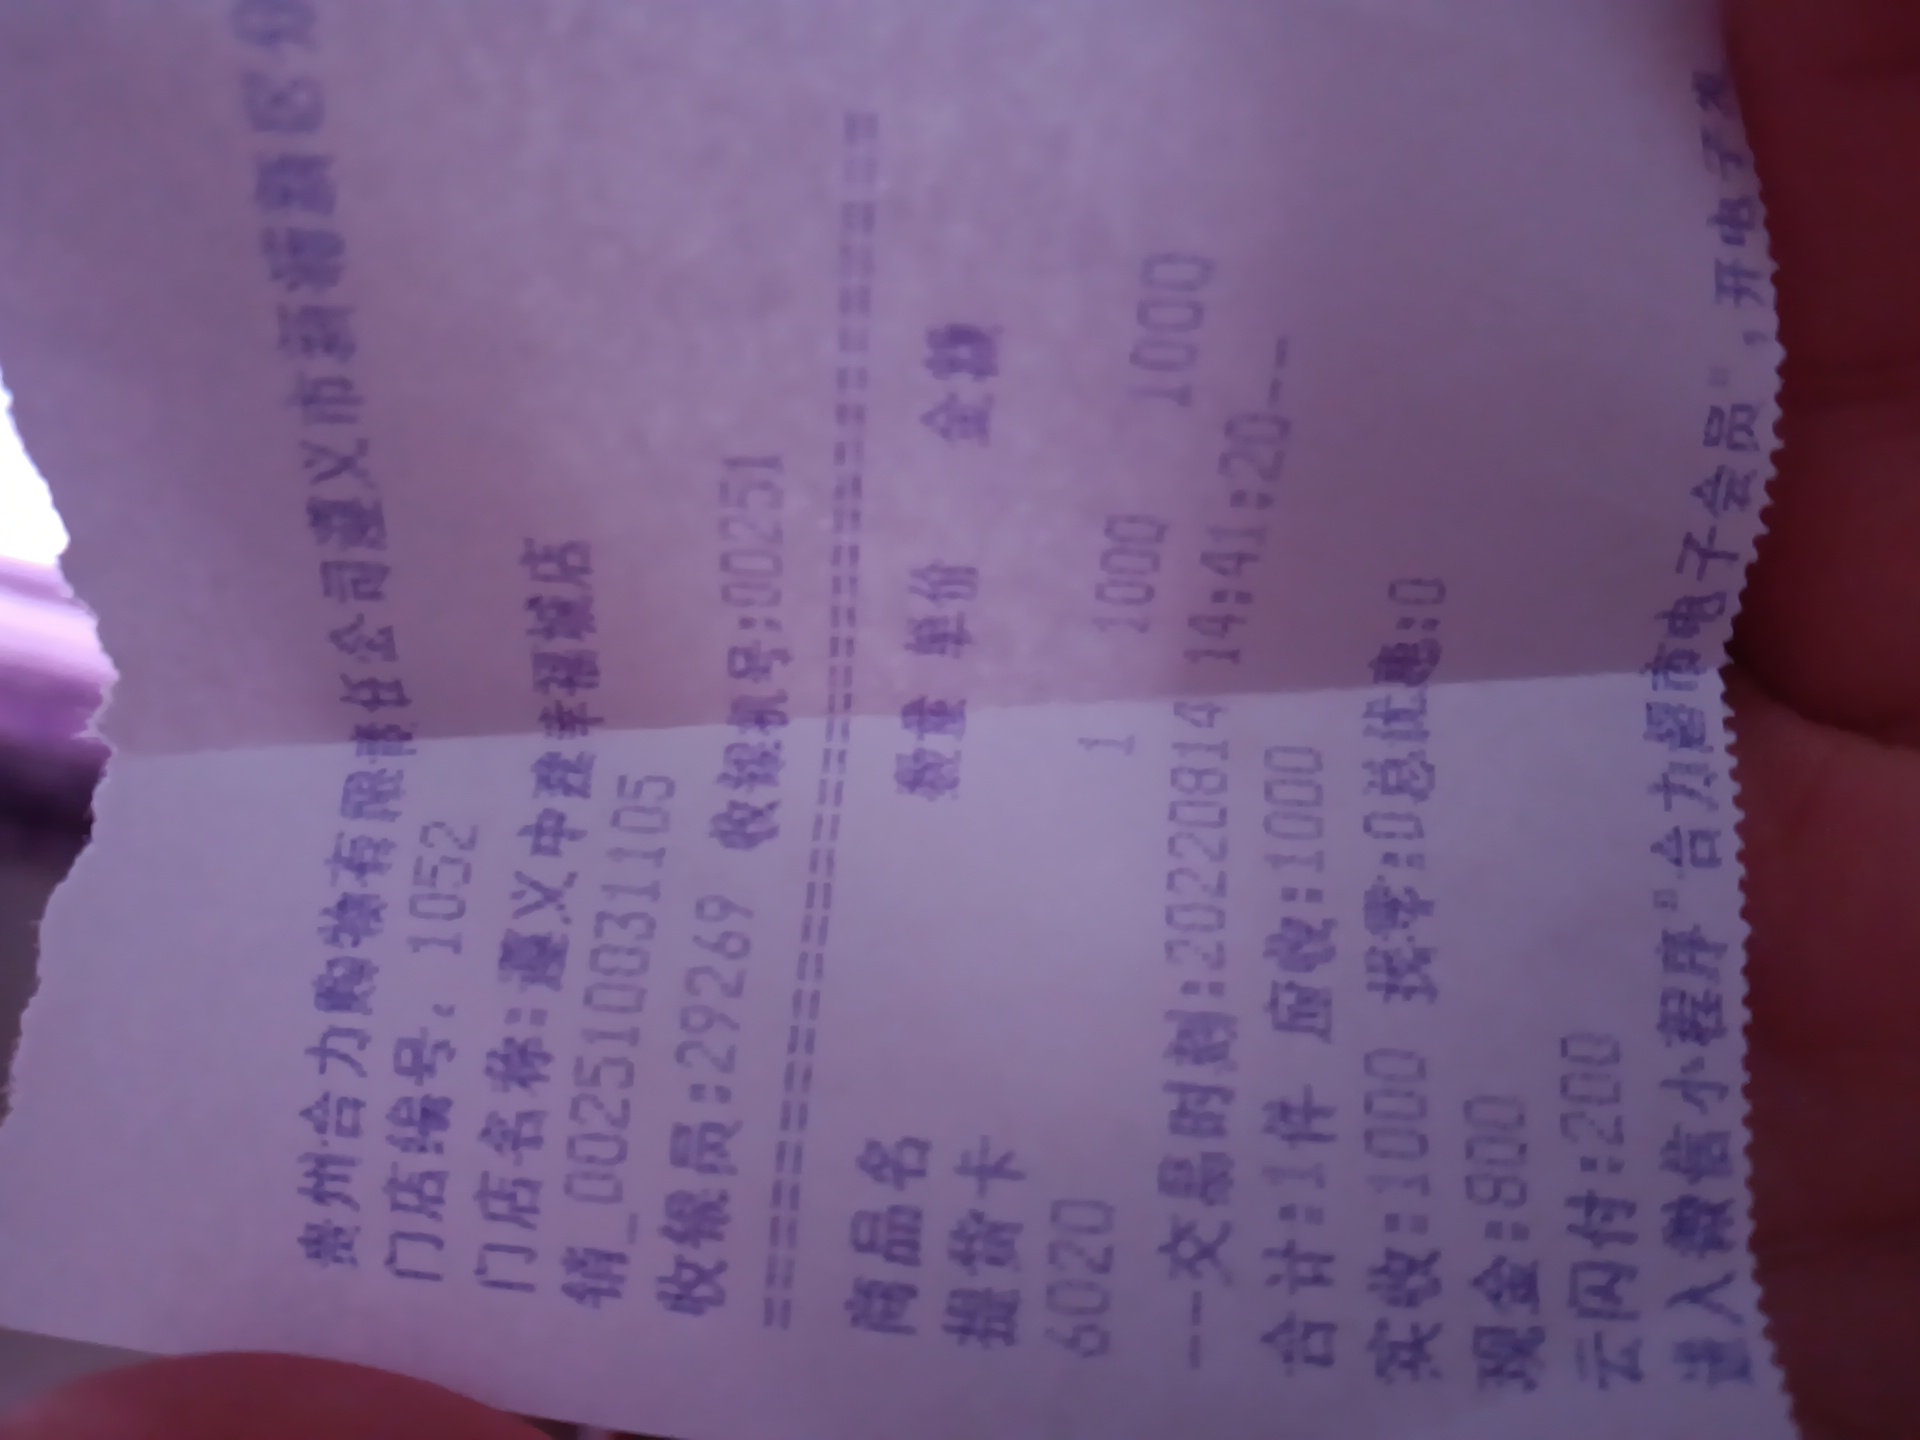 贵州合力购物有限责任公司遵义市新蒲新区分
门店编号: 1052
门店名称:遵义中建幸福城店
销_002510031105
收银员:29269 收银机号:00251
================================
商品名 数量 单价 金额
提货卡
6020 1 1000 1000
--交易时刻:20220814 14:41:20--
合计:1件 应收:1000
实收:1000 找零:0总优惠:0
现金:800
云闪付:200
进入微信小程序"合力超市电子会员",开电子发